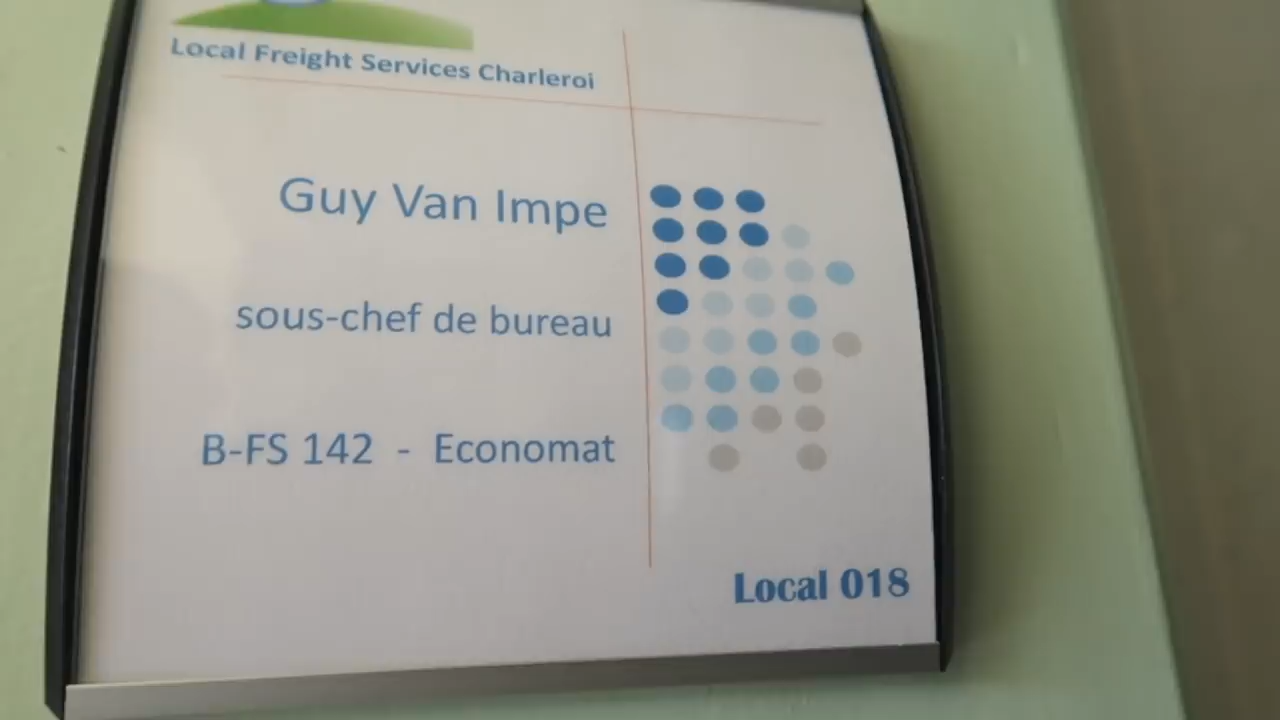 Local Freight Services Charleroi
Guy Van Impe
sous-chef de bureau
B-FS 142 - Economat
Local 018